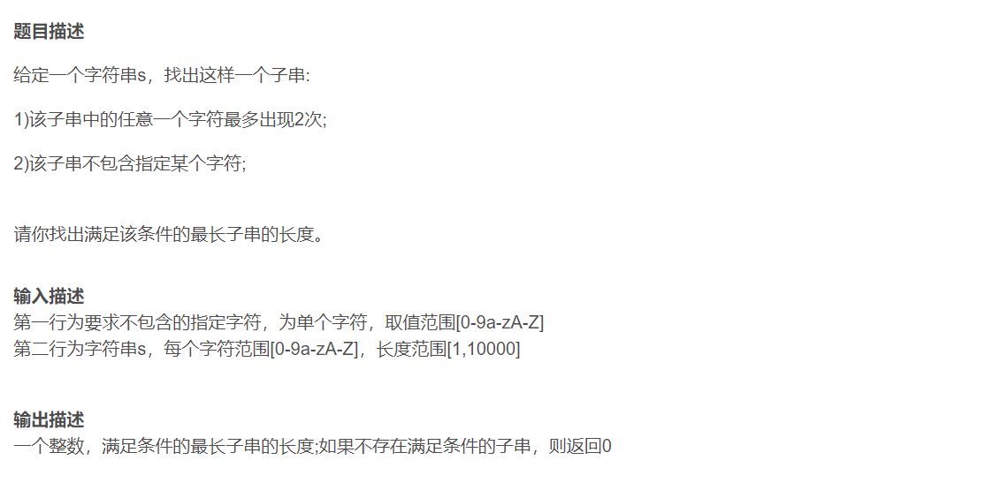 题目描述
给定一个字符串s，找出这样一个子串:
1)该子串中的任意一个字符最多出现2次;
2)该子串不包含指定某个字符;
请你找出满足该条件的最长子串的长度。
输入描述
第一行为要求不包含的指定字符，为单个字符，取值范围[0-9a-zA-Z]
第二行为字符串s，每个字符范围[0-9a-zA-Z]，长度范围[1,10000]
输出描述
一个整数，满足条件的最长子串的长度;如果不存在满足条件的子串，则返回0